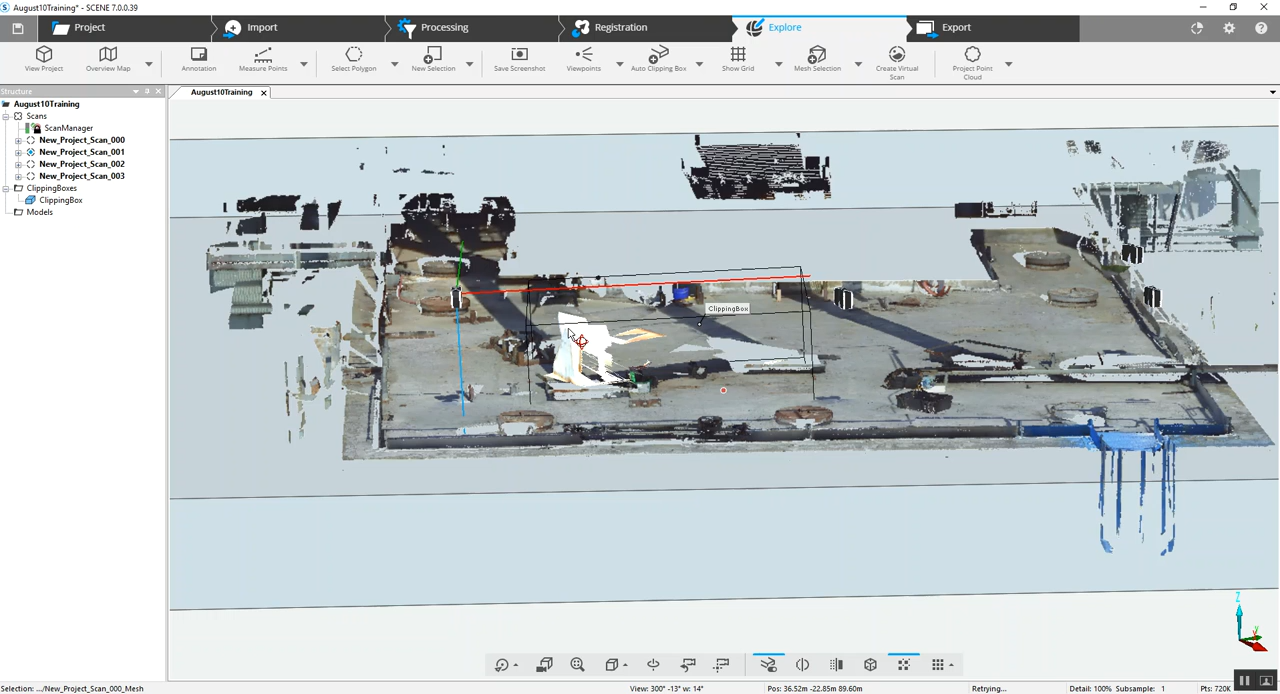 August10Training* - SCENE 7.0.0.39
Project
Import
Processing
Registration
Explore
Export
View Project
Overview Map
Annotation
Measure Points
Select Polygon
New Selection
Save Screenshot
Viewpoints
Auto Clipping Box
Show Grid
Mesh Selection
Create Virtual
Scan
Project Point
Cloud
Structure
August10Training
August10Training
Scans
ScanManager
New_Project_Scan_000
New_Project_Scan_001
New_Project_Scan_002
New_Project_Scan_003
ClippingBoxes
ClippingBox
Models
ClippingBox
Z
Y
Selection: .../New_Project_Scan_000_Mesh
View: 300° -13° w: 14°
Pos: 36.52m -22.85m 89.60m
Retrying...
Detail: 100%
Subsample: 1
Pts: 720K